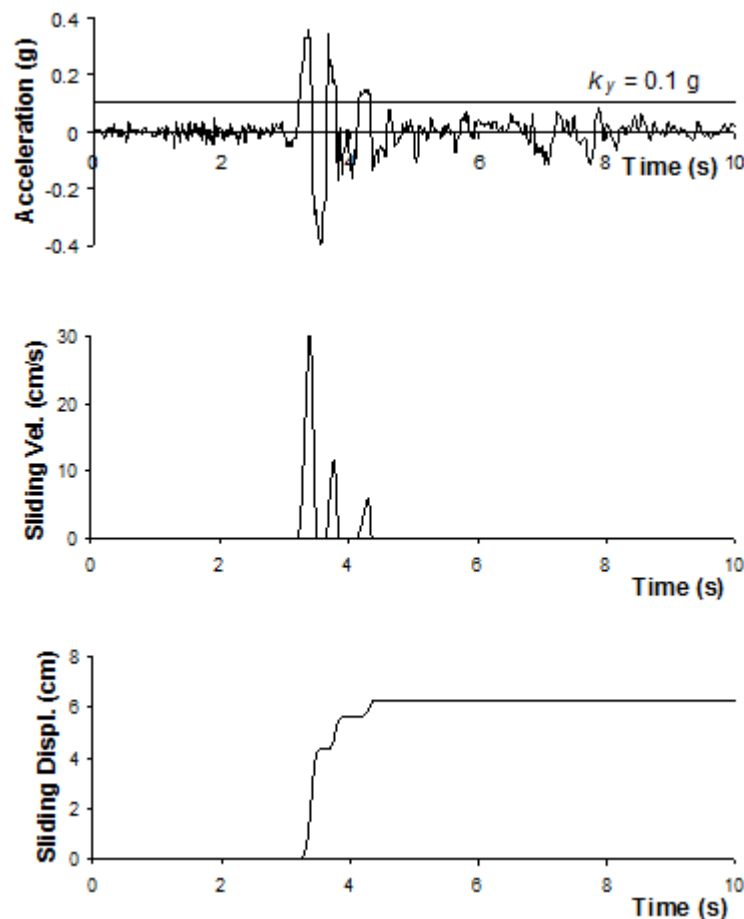 Acceleration (g)
0.4
0.2
0
-0.2
-0.4
k y = 0.1 g
0 2 4 6 8 10
Time (s)
Sliding Vel. (cm/s)
30
20
10
0
0 2 4 6 8 10
Time (s)
Sliding Displ. (cm)
8
6
4
2
0
0 2 4 6 8 10
Time (s)